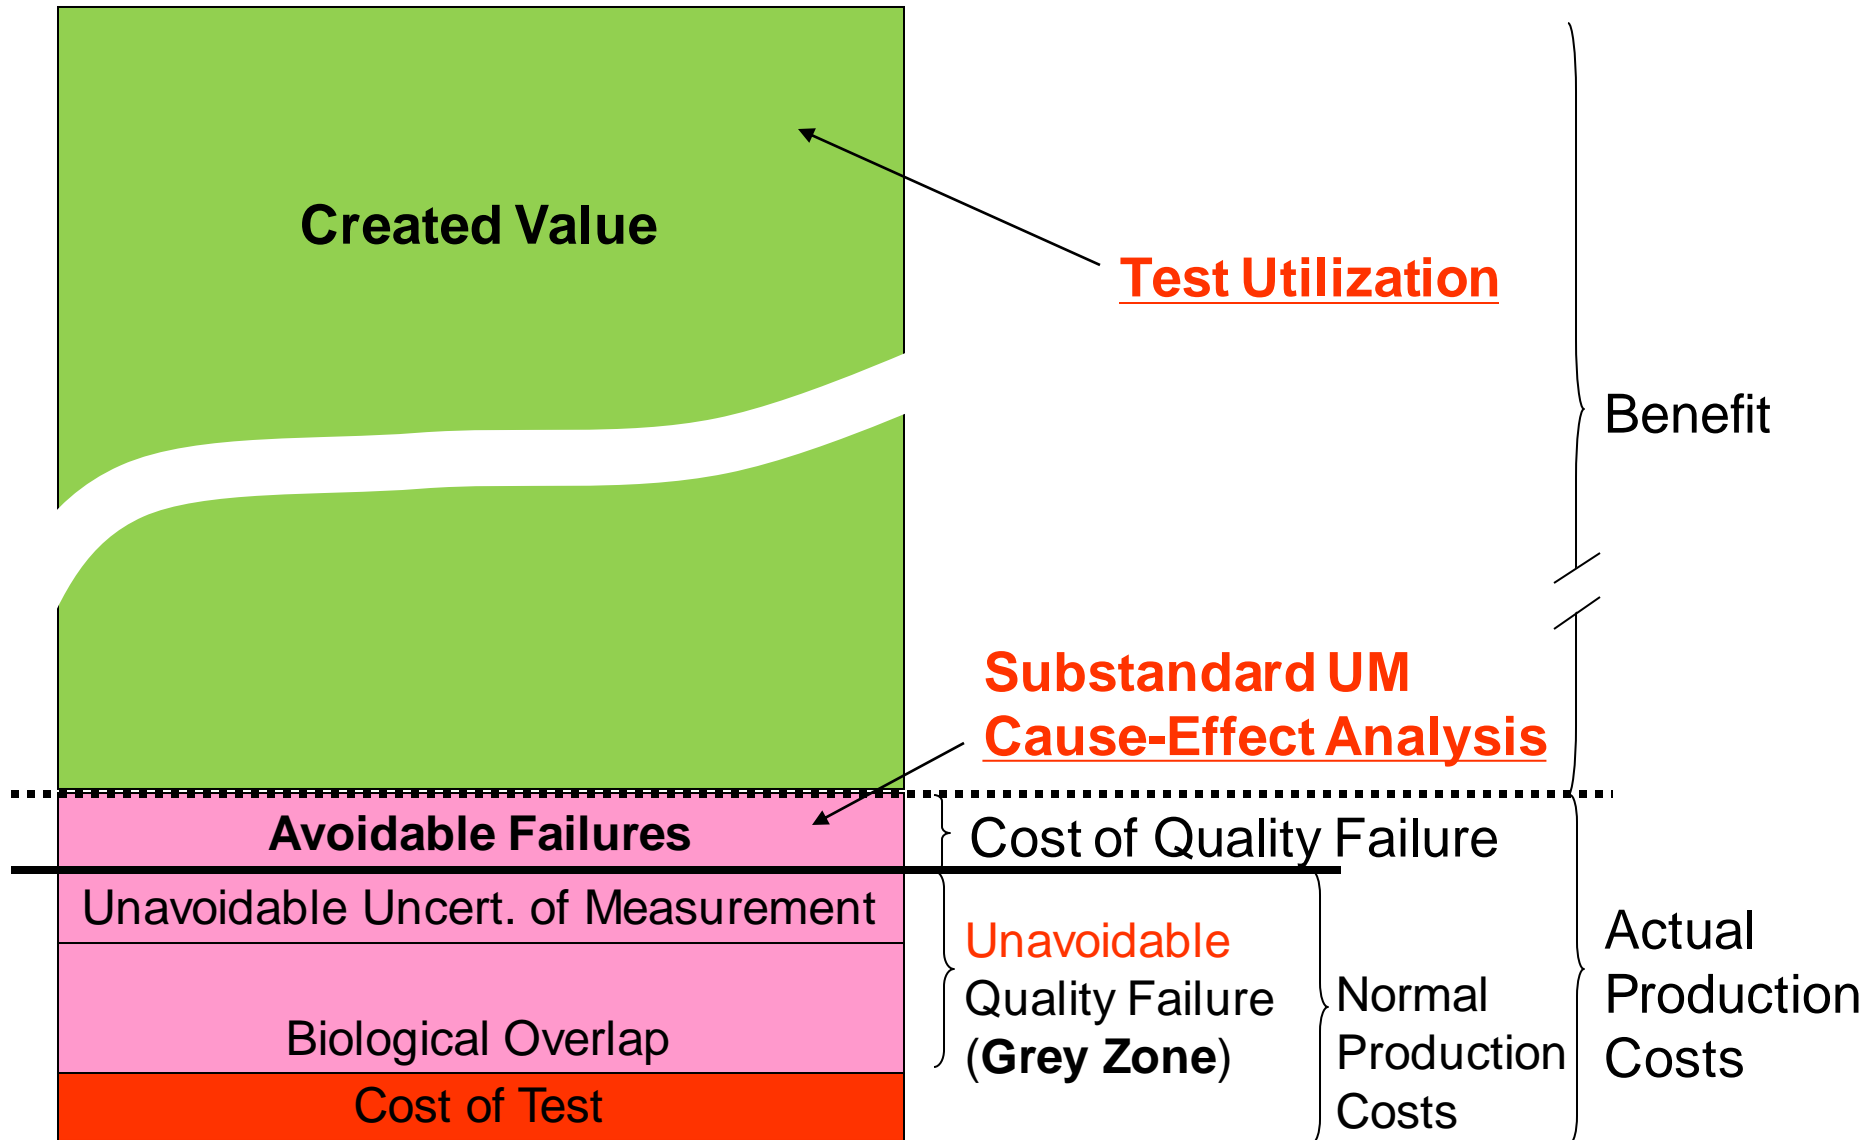 Created Value
Test Utilization
Benefit
Substandard UM
Cause-Effect Analysis
Avoidable Failures
Cost of Quality Failure
Unavoidable Uncert. of Measurement
Biological Overlap
Cost of Test
Unavoidable
Quality Failure
(Grey Zone)
Normal
Production
Costs
Actual
Production
Costs